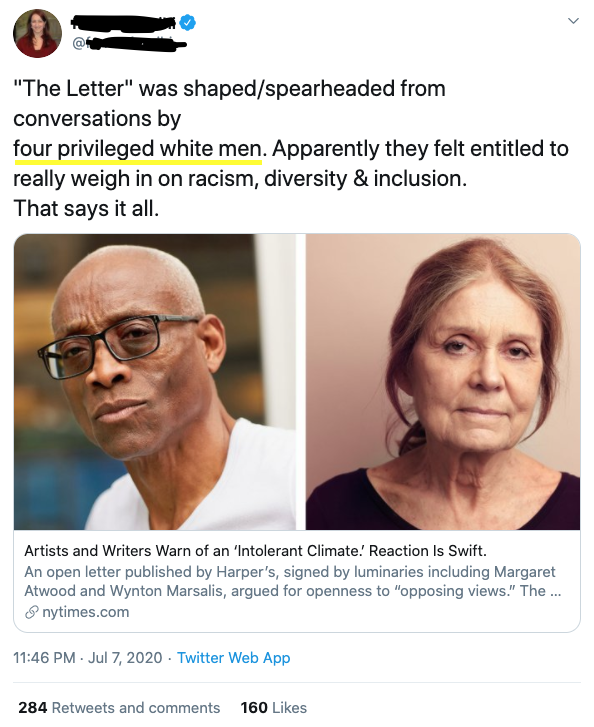 @
"The Letter" was shaped/spearheaded from
conversations by
four privileged white men. Apparently they felt entitled to
really weigh in on racism, diversity & inclusion.
That says it all.
Artists and Writers Warn of an ‘Intolerant Climate.’ Reaction Is Swift.
An open letter published by Harper’s, signed by luminaries including Margaret
Atwood and Wynton Marsalis, argued for openness to “opposing views.” The ...
nytimes.com
11:46 PM · Jul 7, 2020 · Twitter Web App
284 Retweets and comments 160 Likes